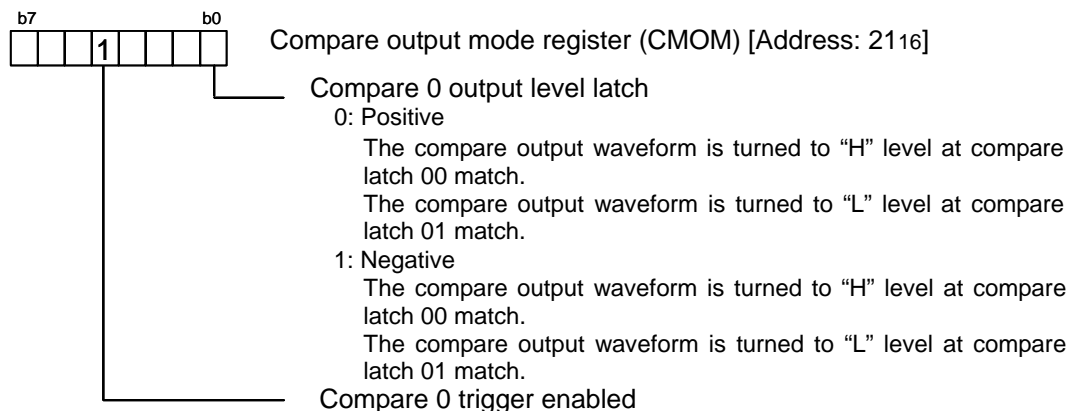 b7 b0
1
Compare output mode register (CMOM) [Address: 2116]
Compare 0 output level latch
0: Positive
The compare output waveform is turned to “H” level at compare
latch 00 match.
The compare output waveform is turned to “L” level at compare
latch 01 match.
1: Negative
The compare output waveform is turned to “H” level at compare
latch 00 match.
The compare output waveform is turned to “L” level at compare
latch 01 match.
Compare 0 trigger enabled